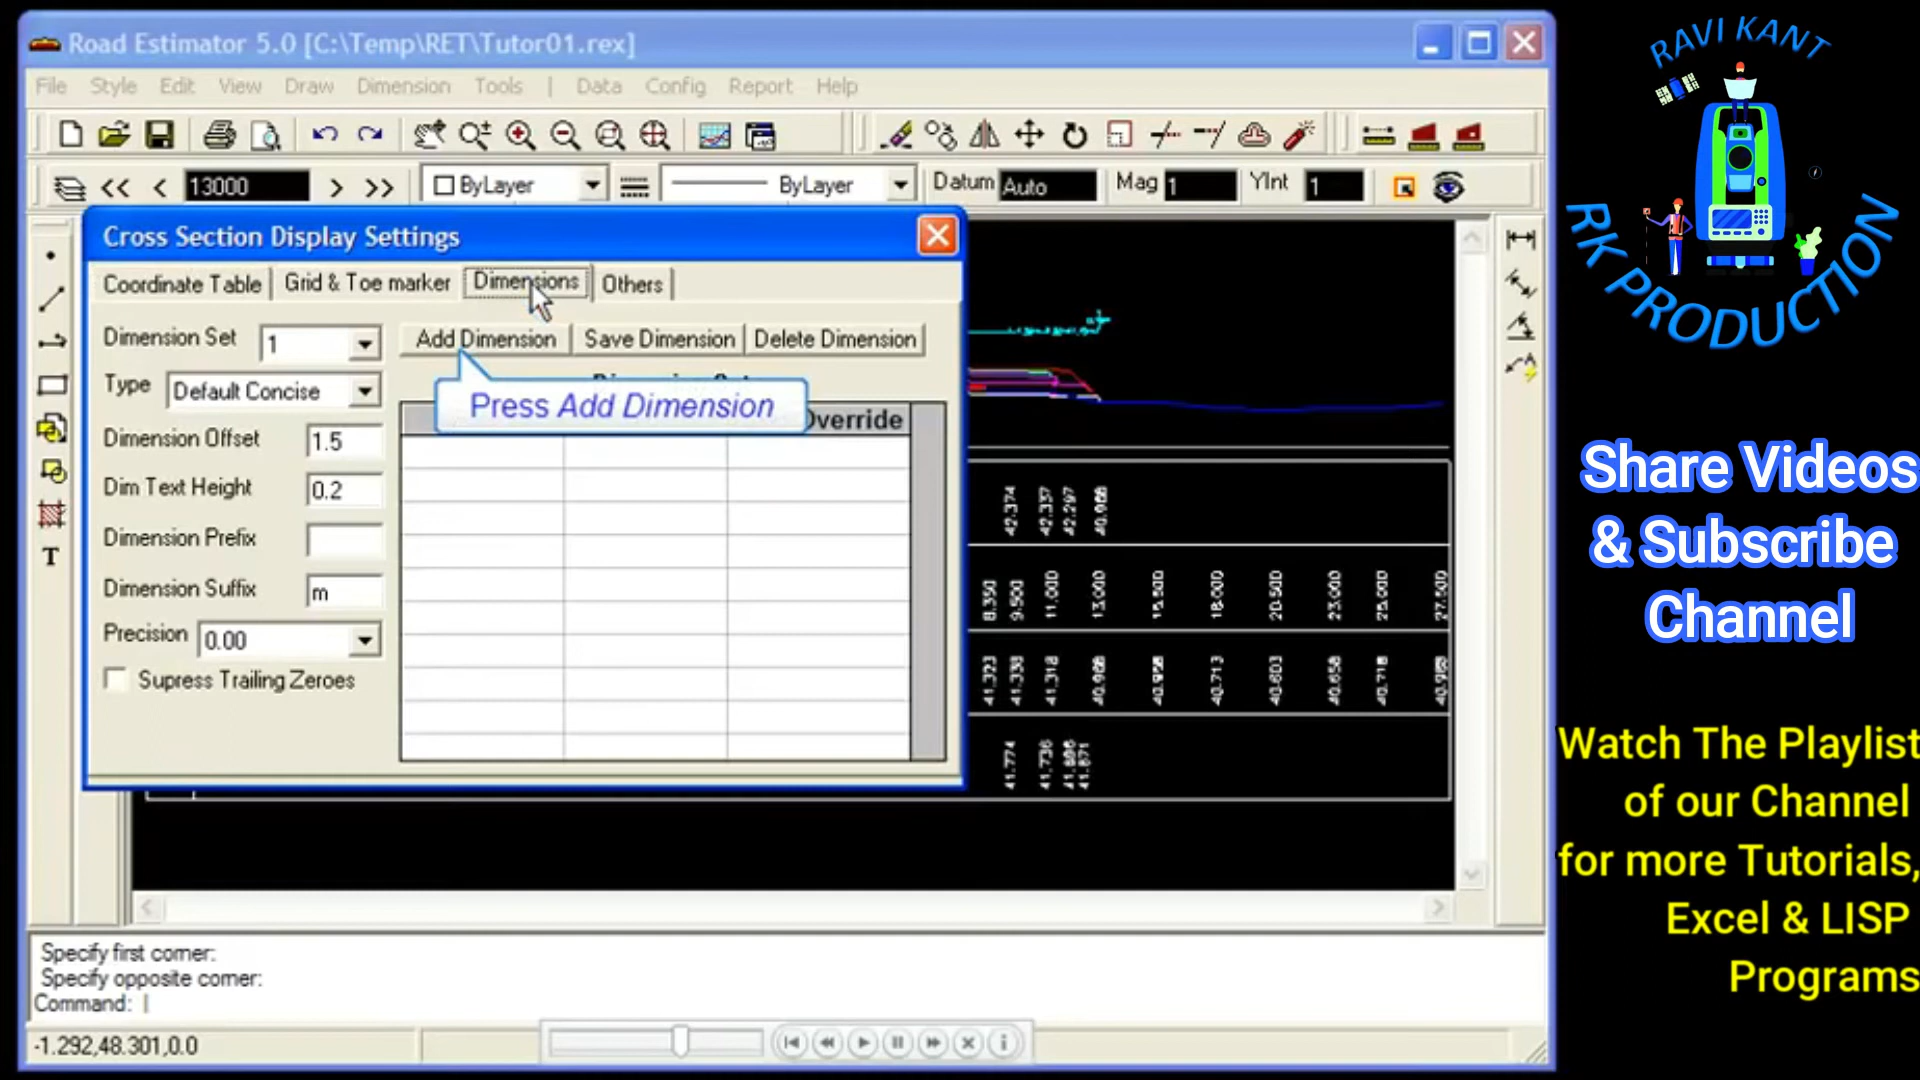 Road Estimator 5.0 [C:\Temp\RET\Tutor01.rex]
File Style Edit View Draw Dimension Tools | Data Config Report Help
<< < 13000 > >> ByLayer ByLayer Datum Auto Mag 1 YInt 1
Cross Section Display Settings
Coordinate Table Grid & Toe marker Dimensions Others
Dimension Set 1 Add Dimension Save Dimension Delete Dimension
Type Default Concise
Press Add Dimension
Override
Dimension Offset 1.5
Dim Text Height 0.2
Dimension Prefix
Dimension Suffix m
Precision 0.00
Supress Trailing Zeroes
T
42.374 42.337 42.297 40.988
8.350 9.500 11.000 13.000 15.500 18.000 20.500 23.000 25.000 27.500
41.323 41.333 41.318 40.988 40.958 40.713 40.603 40.658 40.718
41.774 41.736
Specify first corner:
Specify opposite corner:
Command:
-1.292,48.301,0.0
RAVI KANT
RK PRODUCTION
Share Videos
& Subscribe
Channel
Watch The Playlist
of our Channel
for more Tutorials,
Excel & LISP
Programs